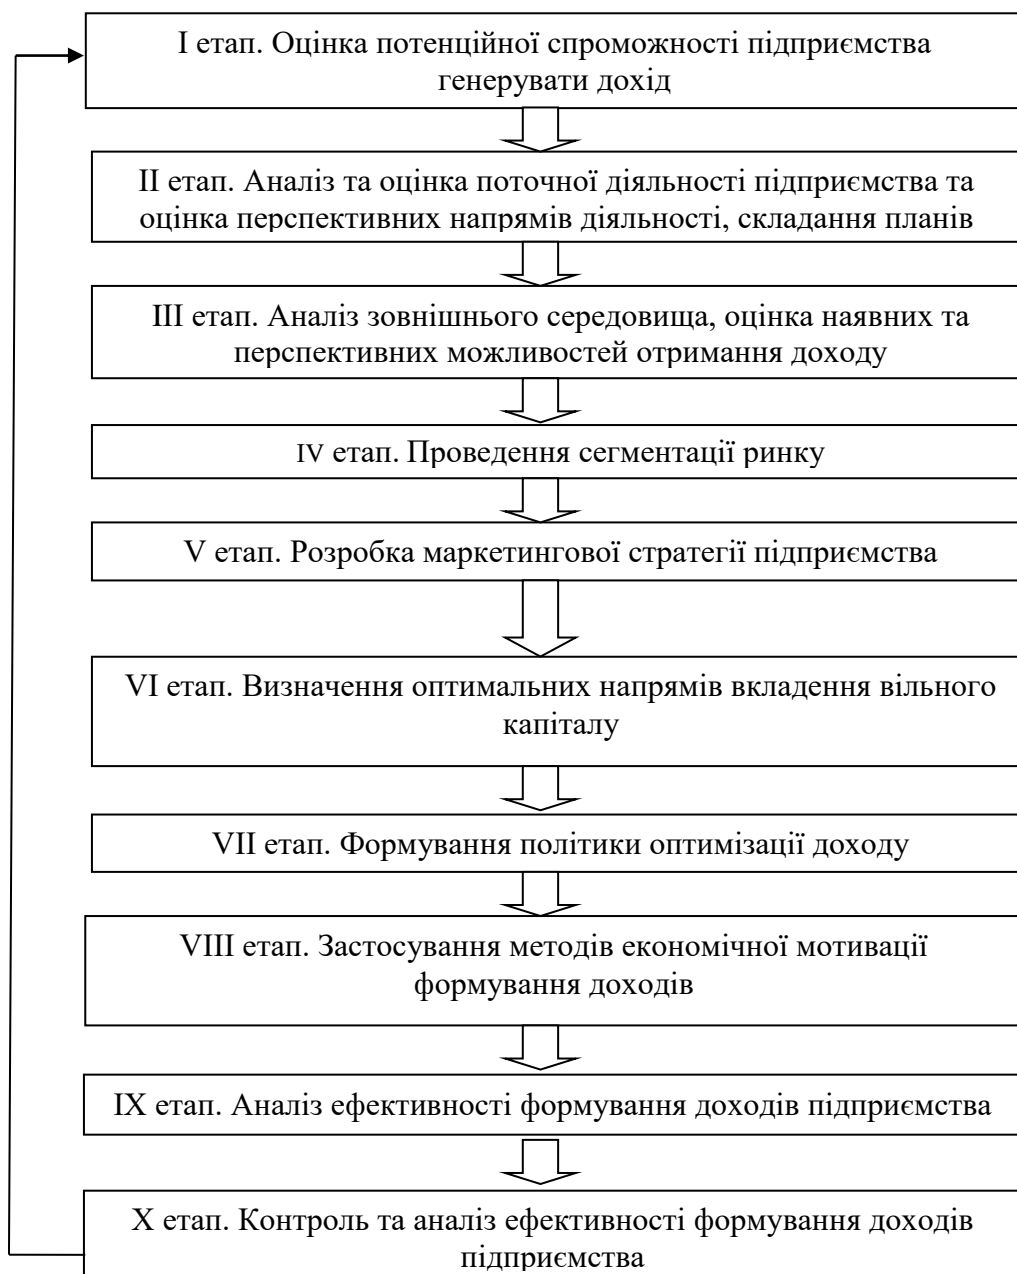 I етап. Оцінка потенційної спроможності підприємства
генерувати дохід
II етап. Аналіз та оцінка поточної діяльності підприємства та
оцінка перспективних напрямів діяльності, складання планів
III етап. Аналіз зовнішнього середовища, оцінка наявних та
перспективних можливостей отримання доходу
IV етап. Проведення сегментації ринку
V етап. Розробка маркетингової стратегії підприємства
VI етап. Визначення оптимальних напрямів вкладення вільного
капіталу
VII етап. Формування політики оптимізації доходу
VIII етап. Застосування методів економічної мотивації
формування доходів
IX етап. Аналіз ефективності формування доходів підприємства
X етап. Контроль та аналіз ефективності формування доходів
підприємства